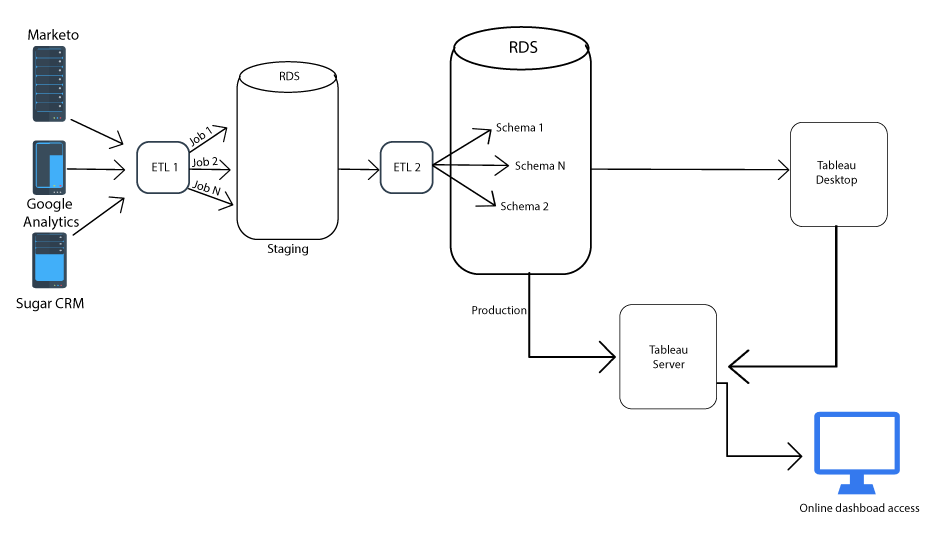 Marketo
Google
Analytics
Sugar CRM
ETL 1
Job 1
Job 2
Job N
RDS
Staging
ETL 2
RDS
Schema 1
Schema N
Schema 2
Production
Tableau
Desktop
Tableau
Server
Online dashboad access